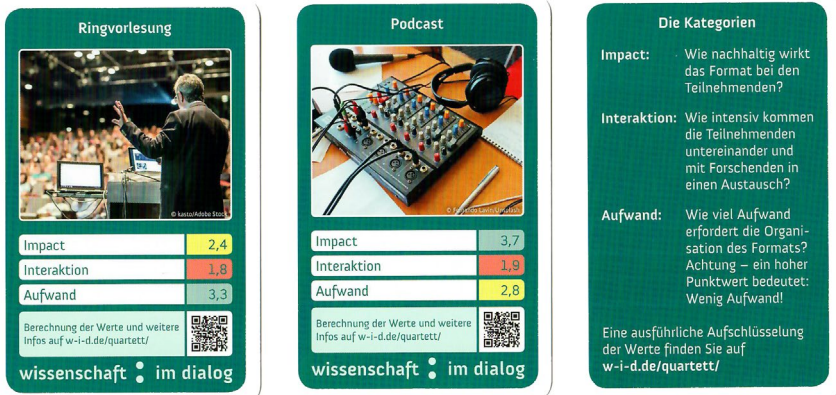 Ringvorlesung
© kasto/Adobe Stock
Impact 2,4
Interaktion 1,8
Aufwand 3,3
Berechnung der Werte und weitere
Infos auf w-i-d.de/quartett/
wissenschaft : im dialog
Podcast
© Fernando Lavin/Unsplash
Impact 3,7
Interaktion 1,9
Aufwand 2,8
Berechnung der Werte und weitere
Infos auf w-i-d.de/quartett/
wissenschaft : im dialog
Die Kategorien
Impact: Wie nachhaltig wirkt
das Format bei den
Teilnehmenden?
Interaktion: Wie intensiv kommen
die Teilnehmenden
untereinander und
mit Forschenden in
einen Austausch?
Aufwand: Wie viel Aufwand
erfordert die Organi-
sation des Formats?
Achtung – ein hoher
Punktwert bedeutet:
Wenig Aufwand!
Eine ausführliche Aufschlüsselung
der Werte finden Sie auf
w-i-d.de/quartett/